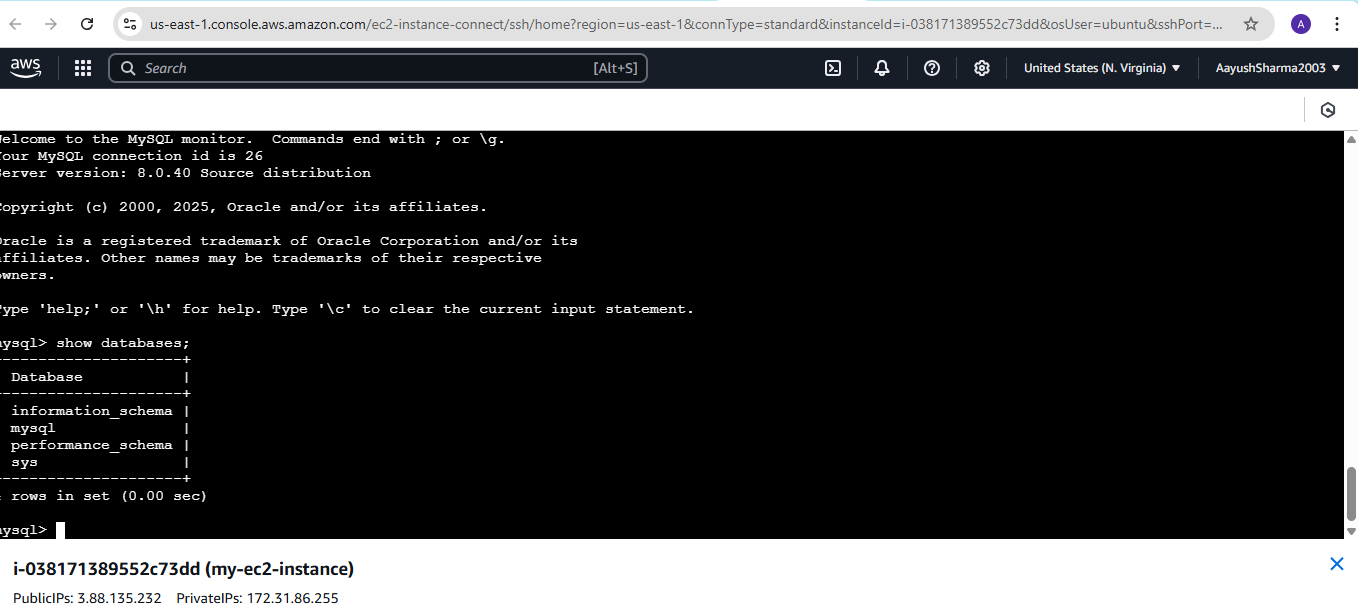 us-east-1.console.aws.amazon.com/ec2-instance-connect/ssh/home?region=us-east-1&connType=standard&instanceId=i-038171389552c73dd&osUser=ubuntu&sshPort=...
A
aws
Search
[Alt+S]
United States (N. Virginia)
AayushSharma2003
elcome to the MySQL monitor.  Commands end with ; or \g.
our MySQL connection id is 26
erver version: 8.0.40 Source distribution
opyright (c) 2000, 2025, Oracle and/or its affiliates.
racle is a registered trademark of Oracle Corporation and/or its
ffiliates. Other names may be trademarks of their respective
wners.
ype 'help;' or '\h' for help. Type '\c' to clear the current input statement.
mysql> show databases;
---------------------+
Database            |
---------------------+
information_schema |
mysql              |
performance_schema |
sys                |
---------------------+
rows in set (0.00 sec)
mysql>
i-038171389552c73dd (my-ec2-instance)
PublicIPs: 3.88.135.232    PrivateIPs: 172.31.86.255